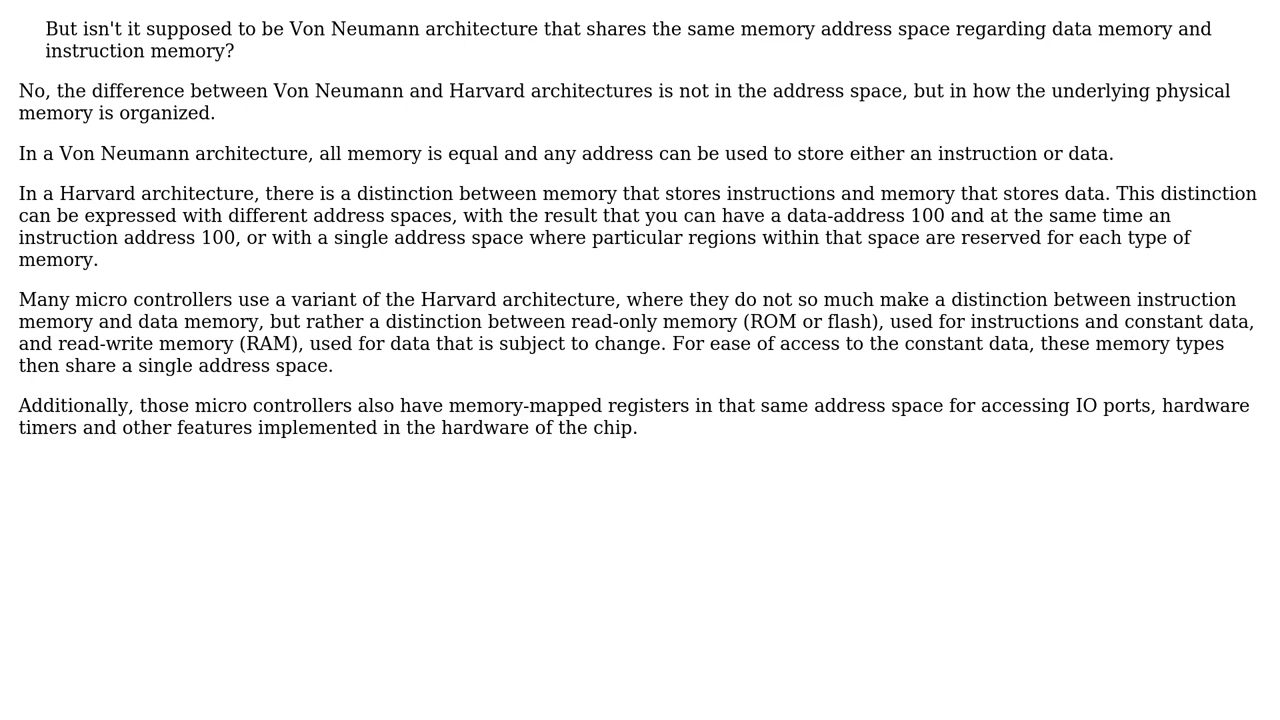 But isn't it supposed to be Von Neumann architecture that shares the same memory address space regarding data memory and
instruction memory?
No, the difference between Von Neumann and Harvard architectures is not in the address space, but in how the underlying physical
memory is organized.
In a Von Neumann architecture, all memory is equal and any address can be used to store either an instruction or data.
In a Harvard architecture, there is a distinction between memory that stores instructions and memory that stores data. This distinction
can be expressed with different address spaces, with the result that you can have a data-address 100 and at the same time an
instruction address 100, or with a single address space where particular regions within that space are reserved for each type of
memory.
Many micro controllers use a variant of the Harvard architecture, where they do not so much make a distinction between instruction
memory and data memory, but rather a distinction between read-only memory (ROM or flash), used for instructions and constant data,
and read-write memory (RAM), used for data that is subject to change. For ease of access to the constant data, these memory types
then share a single address space.
Additionally, those micro controllers also have memory-mapped registers in that same address space for accessing IO ports, hardware
timers and other features implemented in the hardware of the chip.